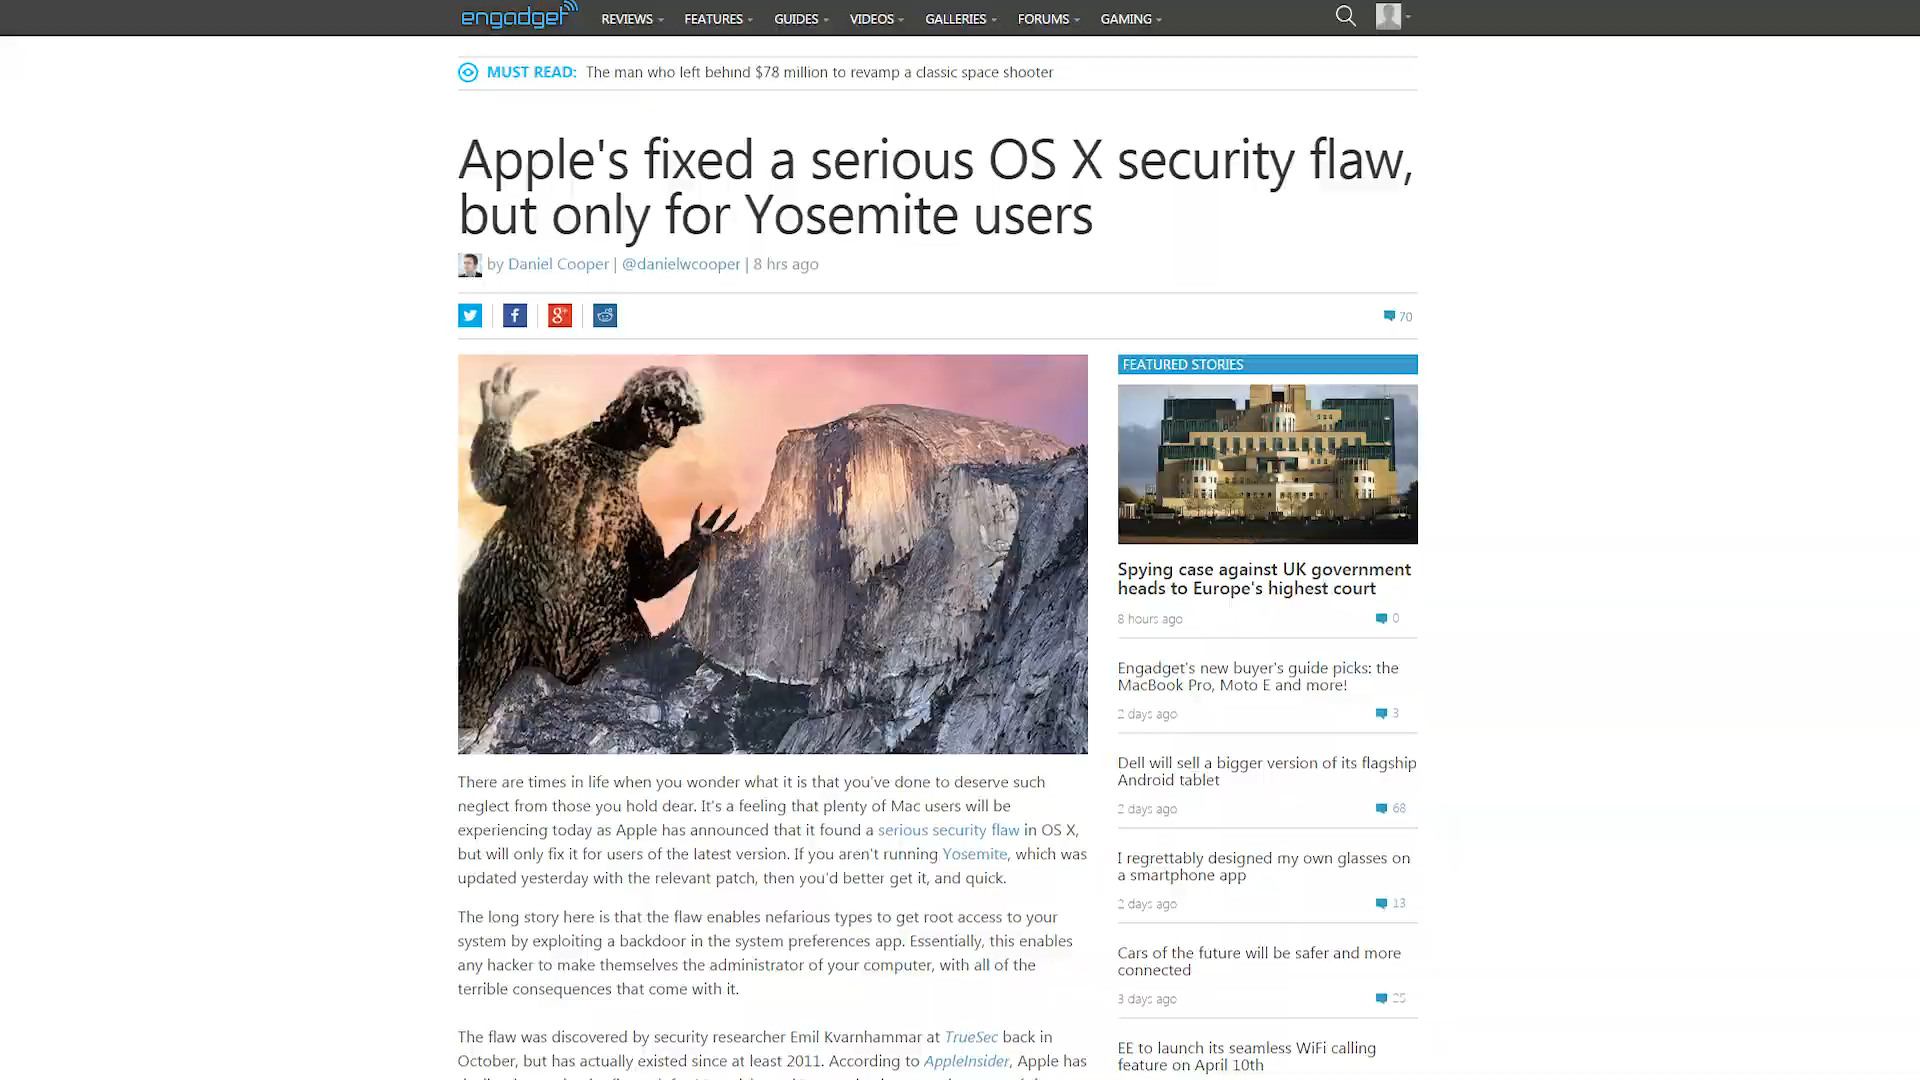 engadget REVIEWS FEATURES GUIDES VIDEOS GALLERIES FORUMS GAMING
MUST READ: The man who left behind $78 million to revamp a classic space shooter
Apple's fixed a serious OS X security flaw,
but only for Yosemite users
by Daniel Cooper | @danielwcooper | 8 hrs ago
70
There are times in life when you wonder what it is that you've done to deserve such
neglect from those you hold dear. It's a feeling that plenty of Mac users will be
experiencing today as Apple has announced that it found a serious security flaw in OS X,
but will only fix it for users of the latest version. If you aren't running Yosemite, which was
updated yesterday with the relevant patch, then you'd better get it, and quick.
The long story here is that the flaw enables nefarious types to get root access to your
system by exploiting a backdoor in the system preferences app. Essentially, this enables
any hacker to make themselves the administrator of your computer, with all of the
terrible consequences that come with it.
The flaw was discovered by security researcher Emil Kvarnhammar at TrueSec back in
October, but has actually existed since at least 2011. According to AppleInsider, Apple has
FEATURED STORIES
Spying case against UK government
heads to Europe's highest court
8 hours ago 0
Engadget's new buyer's guide picks: the
MacBook Pro, Moto E and more!
2 days ago 3
Dell will sell a bigger version of its flagship
Android tablet
2 days ago 68
I regrettably designed my own glasses on
a smartphone app
2 days ago 13
Cars of the future will be safer and more
connected
3 days ago 25
EE to launch its seamless WiFi calling
feature on April 10th